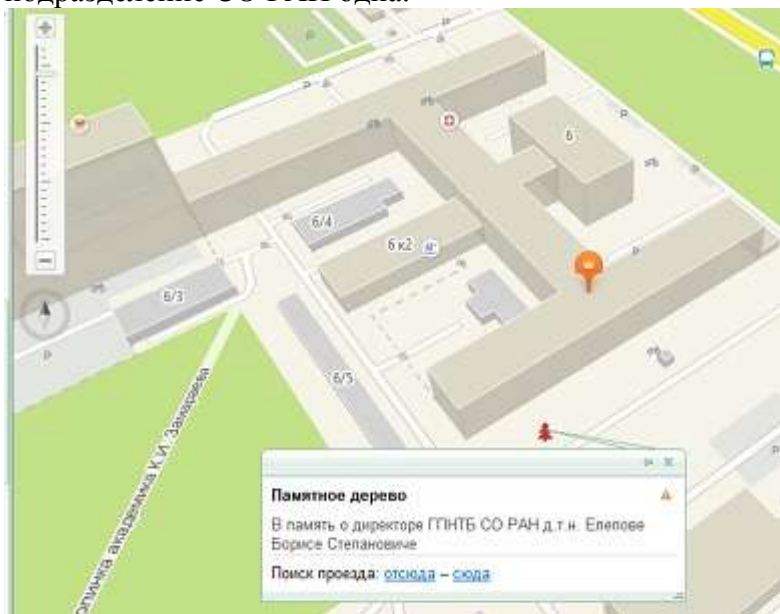 подразделение СО РАН одна.
6
6/4
6 к2
6/3
6/5
Тропинка академика К.И. Замараева
Памятное дерево
В память о директоре ГПНТБ СО РАН д.т.н. Елепове
Борисе Степановиче
Поиск проезда: отсюда – сюда